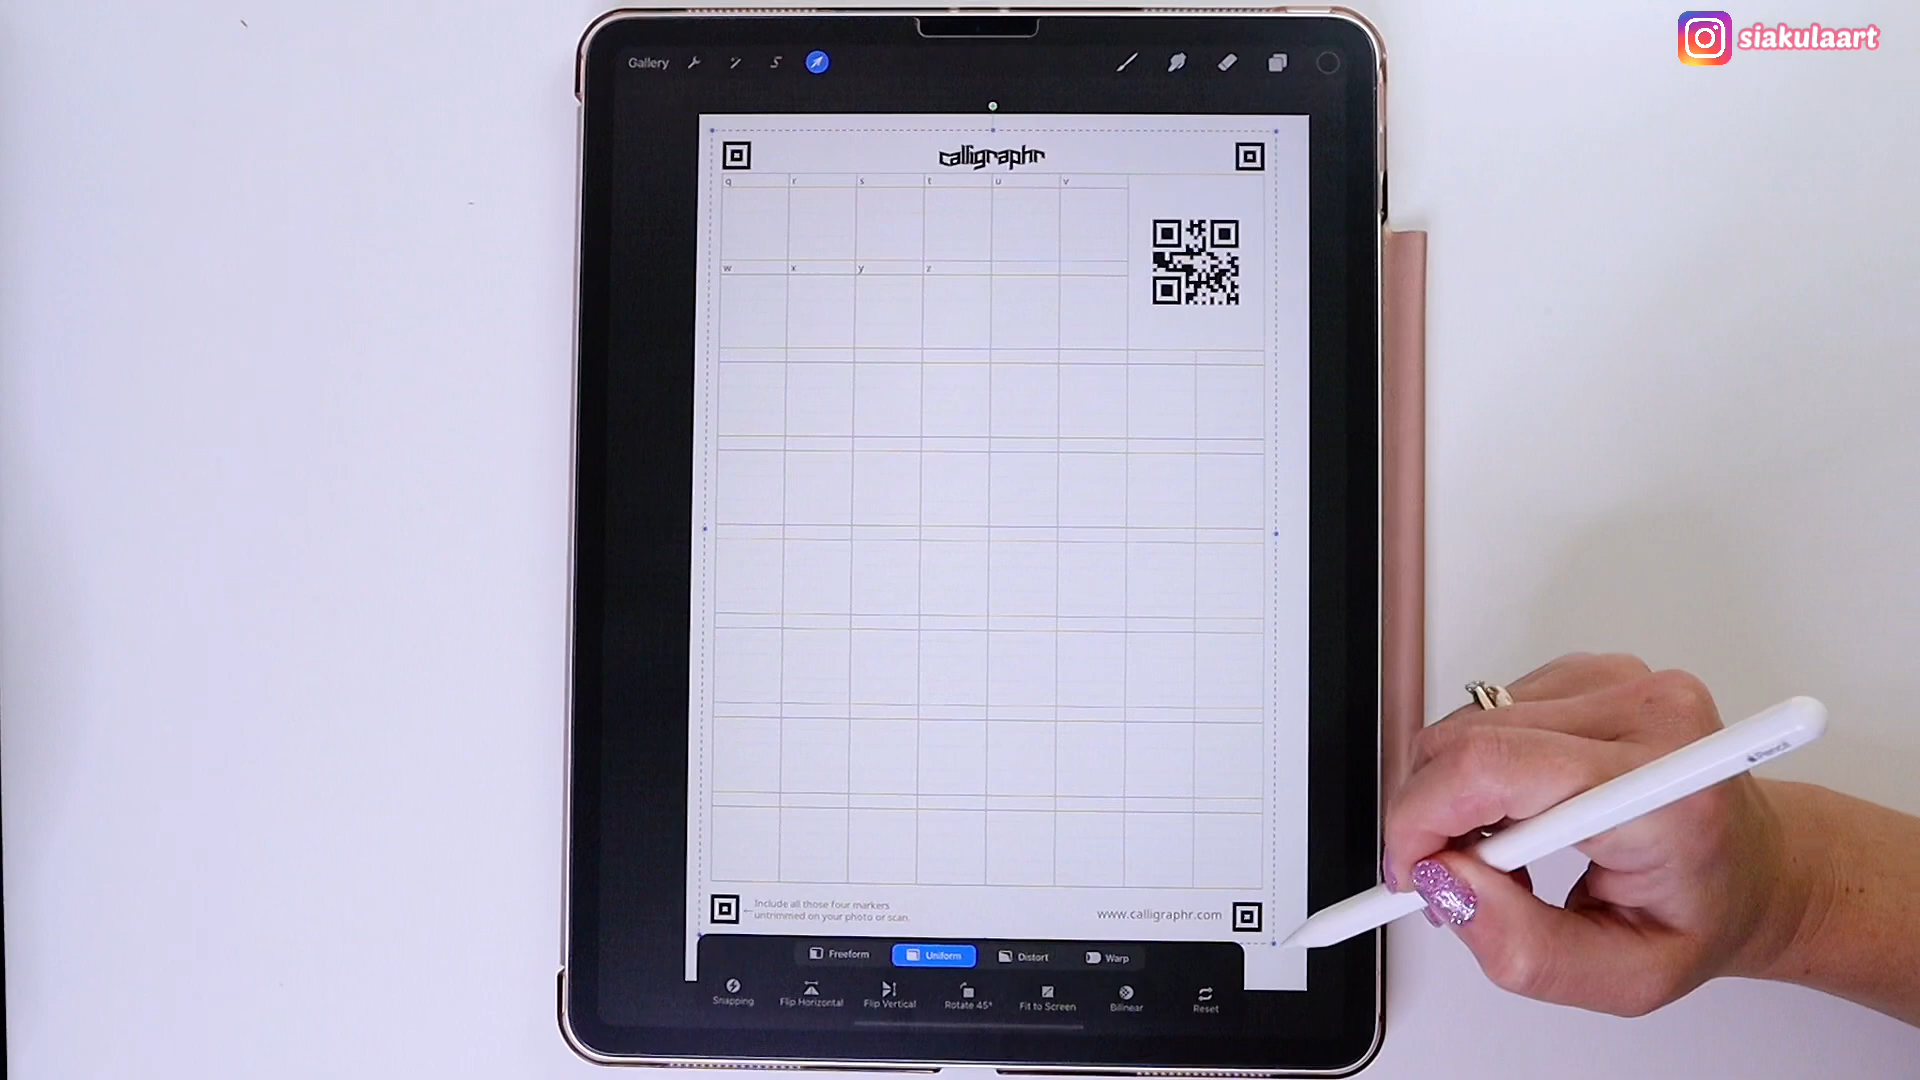 siakulaart
Gallery
calligraphr
q r s t u v
w x y z
Include all those four markers
untrimmed on your photo or scan
www.calligraphr.com
Freeform Uniform Distort Warp
Snapping Flip Horizontal Flip Vertical Rotate 45° Fit to Screen Bilinear Reset
Pencil